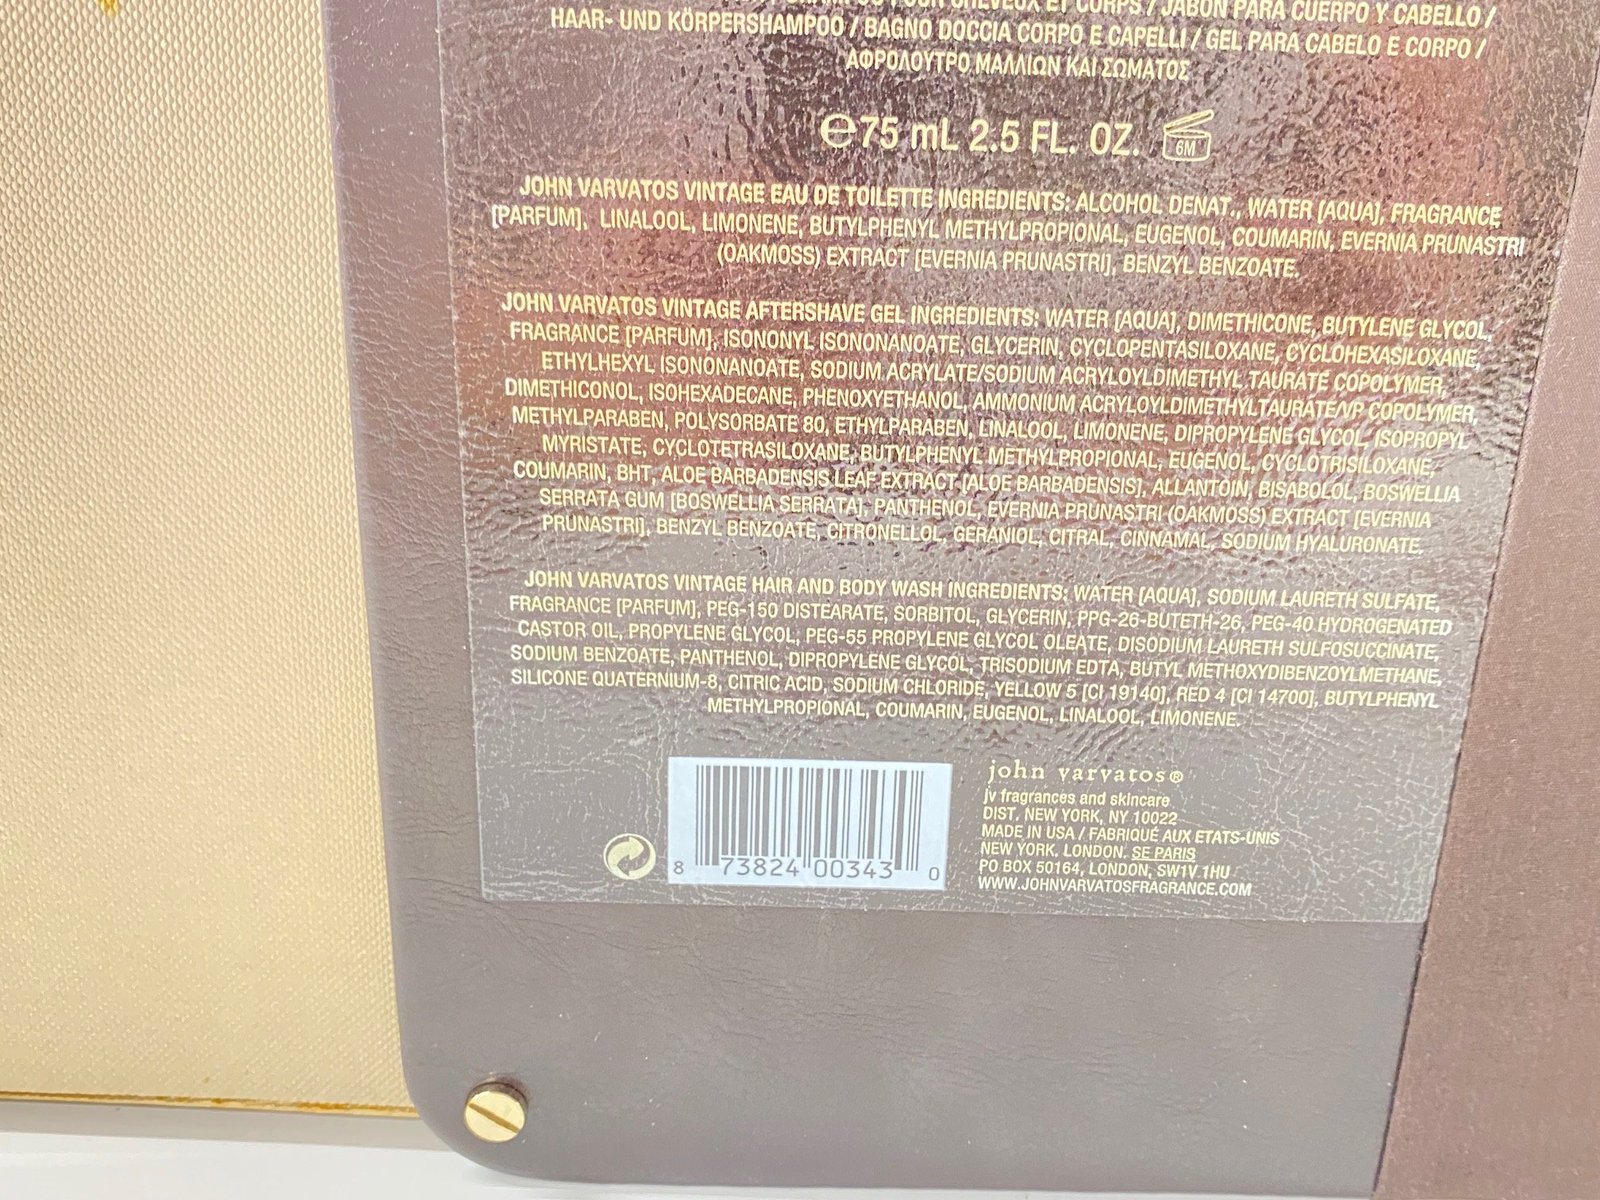 POUR CHEVEUX ET CORPS / JABÓN PARA CUERPO Y CABELLO /
HAAR- UND KÖRPERSHAMPOO / BAGNO DOCCIA CORPO E CAPELLI / GEL PARA CABELO E CORPO /
ΑΦΡΟΛΟΥΤΡΟ ΜΑΛΛΙΩΝ ΚΑΙ ΣΩΜΑΤΟΣ
℮75 mL 2.5 FL. OZ. 6M
JOHN VARVATOS VINTAGE EAU DE TOILETTE INGREDIENTS: ALCOHOL DENAT., WATER [AQUA], FRAGRANCE
[PARFUM], LINALOOL, LIMONENE, BUTYLPHENYL METHYLPROPIONAL, EUGENOL, COUMARIN, EVERNIA PRUNASTRI
(OAKMOSS) EXTRACT [EVERNIA PRUNASTRI], BENZYL BENZOATE.
JOHN VARVATOS VINTAGE AFTERSHAVE GEL INGREDIENTS: WATER [AQUA], DIMETHICONE, BUTYLENE GLYCOL,
FRAGRANCE [PARFUM], ISONONYL ISONONANOATE, GLYCERIN, CYCLOPENTASILOXANE, CYCLOHEXASILOXANE,
ETHYLHEXYL ISONONANOATE, SODIUM ACRYLATE/SODIUM ACRYLOYLDIMETHYL TAURATE COPOLYMER,
DIMETHICONOL, ISOHEXADECANE, PHENOXYETHANOL, AMMONIUM ACRYLOYLDIMETHYLTAURATE/VP COPOLYMER,
METHYLPARABEN, POLYSORBATE 80, ETHYLPARABEN, LINALOOL, LIMONENE, DIPROPYLENE GLYCOL, ISOPROPYL
MYRISTATE, CYCLOTETRASILOXANE, BUTYLPHENYL METHYLPROPIONAL, EUGENOL, CYCLOTRISILOXANE,
COUMARIN, BHT, ALOE BARBADENSIS LEAF EXTRACT [ALOE BARBADENSIS], ALLANTOIN, BISABOLOL, BOSWELLIA
SERRATA GUM [BOSWELLIA SERRATA], PANTHENOL, EVERNIA PRUNASTRI (OAKMOSS) EXTRACT [EVERNIA
PRUNASTRI], BENZYL BENZOATE, CITRONELLOL, GERANIOL, CITRAL, CINNAMAL, SODIUM HYALURONATE.
JOHN VARVATOS VINTAGE HAIR AND BODY WASH INGREDIENTS: WATER [AQUA], SODIUM LAURETH SULFATE,
FRAGRANCE [PARFUM], PEG-150 DISTEARATE, SORBITOL, GLYCERIN, PPG-26-BUTETH-26, PEG-40 HYDROGENATED
CASTOR OIL, PROPYLENE GLYCOL, PEG-55 PROPYLENE GLYCOL OLEATE, DISODIUM LAURETH SULFOSUCCINATE,
SODIUM BENZOATE, PANTHENOL, DIPROPYLENE GLYCOL, TRISODIUM EDTA, BUTYL METHOXYDIBENZOYLMETHANE,
SILICONE QUATERNIUM-8, CITRIC ACID, SODIUM CHLORIDE, YELLOW 5 [CI 19140], RED 4 [CI 14700], BUTYLPHENYL
METHYLPROPIONAL, COUMARIN, EUGENOL, LINALOOL, LIMONENE.
8 73824 00343 0
john varvatos®
jv fragrances and skincare
DIST. NEW YORK, NY 10022
MADE IN USA / FABRIQUÉ AUX ETATS-UNIS
NEW YORK, LONDON, SE PARIS
PO BOX 50164, LONDON, SW1V 1HU
WWW.JOHNVARVATOSFRAGRANCE.COM